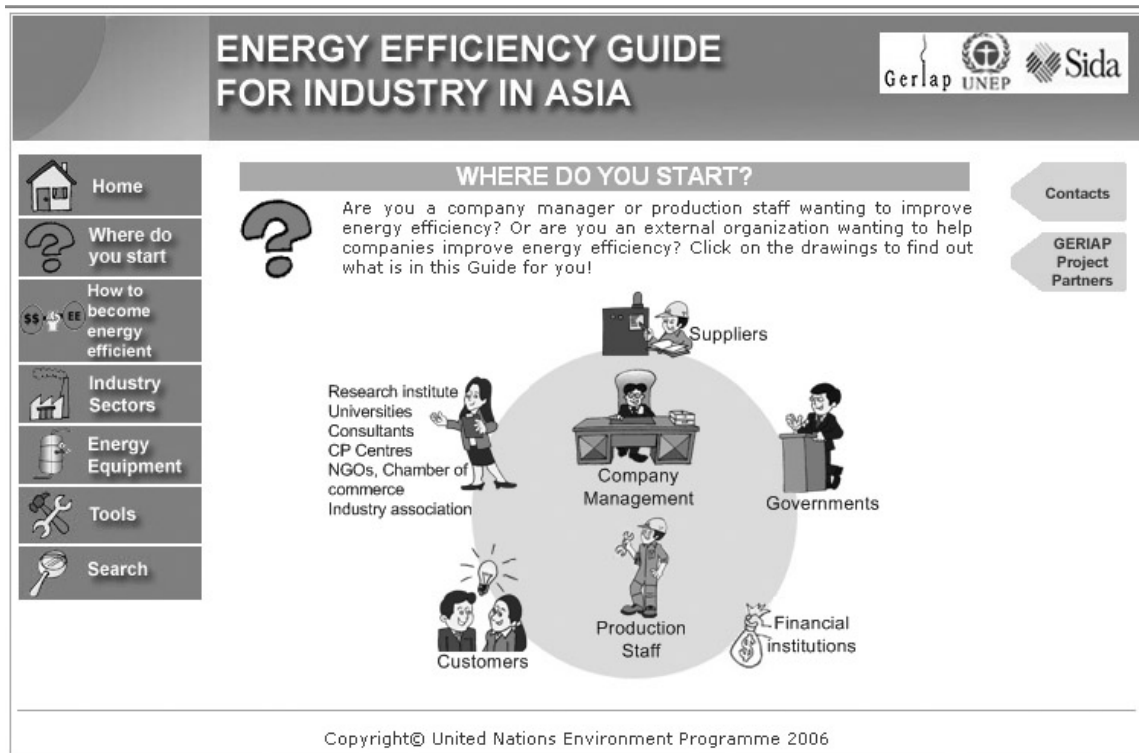 ENERGY EFFICIENCY GUIDE
FOR INDUSTRY IN ASIA
Gerlap
UNEP
Sida
Home
Where do
you start
How to
become
energy
efficient
$$
EE
Industry
Sectors
Energy
Equipment
Tools
Search
WHERE DO YOU START?
Are you a company manager or production staff wanting to improve
energy efficiency? Or are you an external organization wanting to help
companies improve energy efficiency? Click on the drawings to find out
what is in this Guide for you!
Contacts
GERIAP
Project
Partners
Suppliers
Research institute
Universities
Consultants
CP Centres
NGOs, Chamber of
commerce
Industry association
Company
Management
Governments
Production
Staff
Customers
$
Financial
institutions
Copyright© United Nations Environment Programme 2006